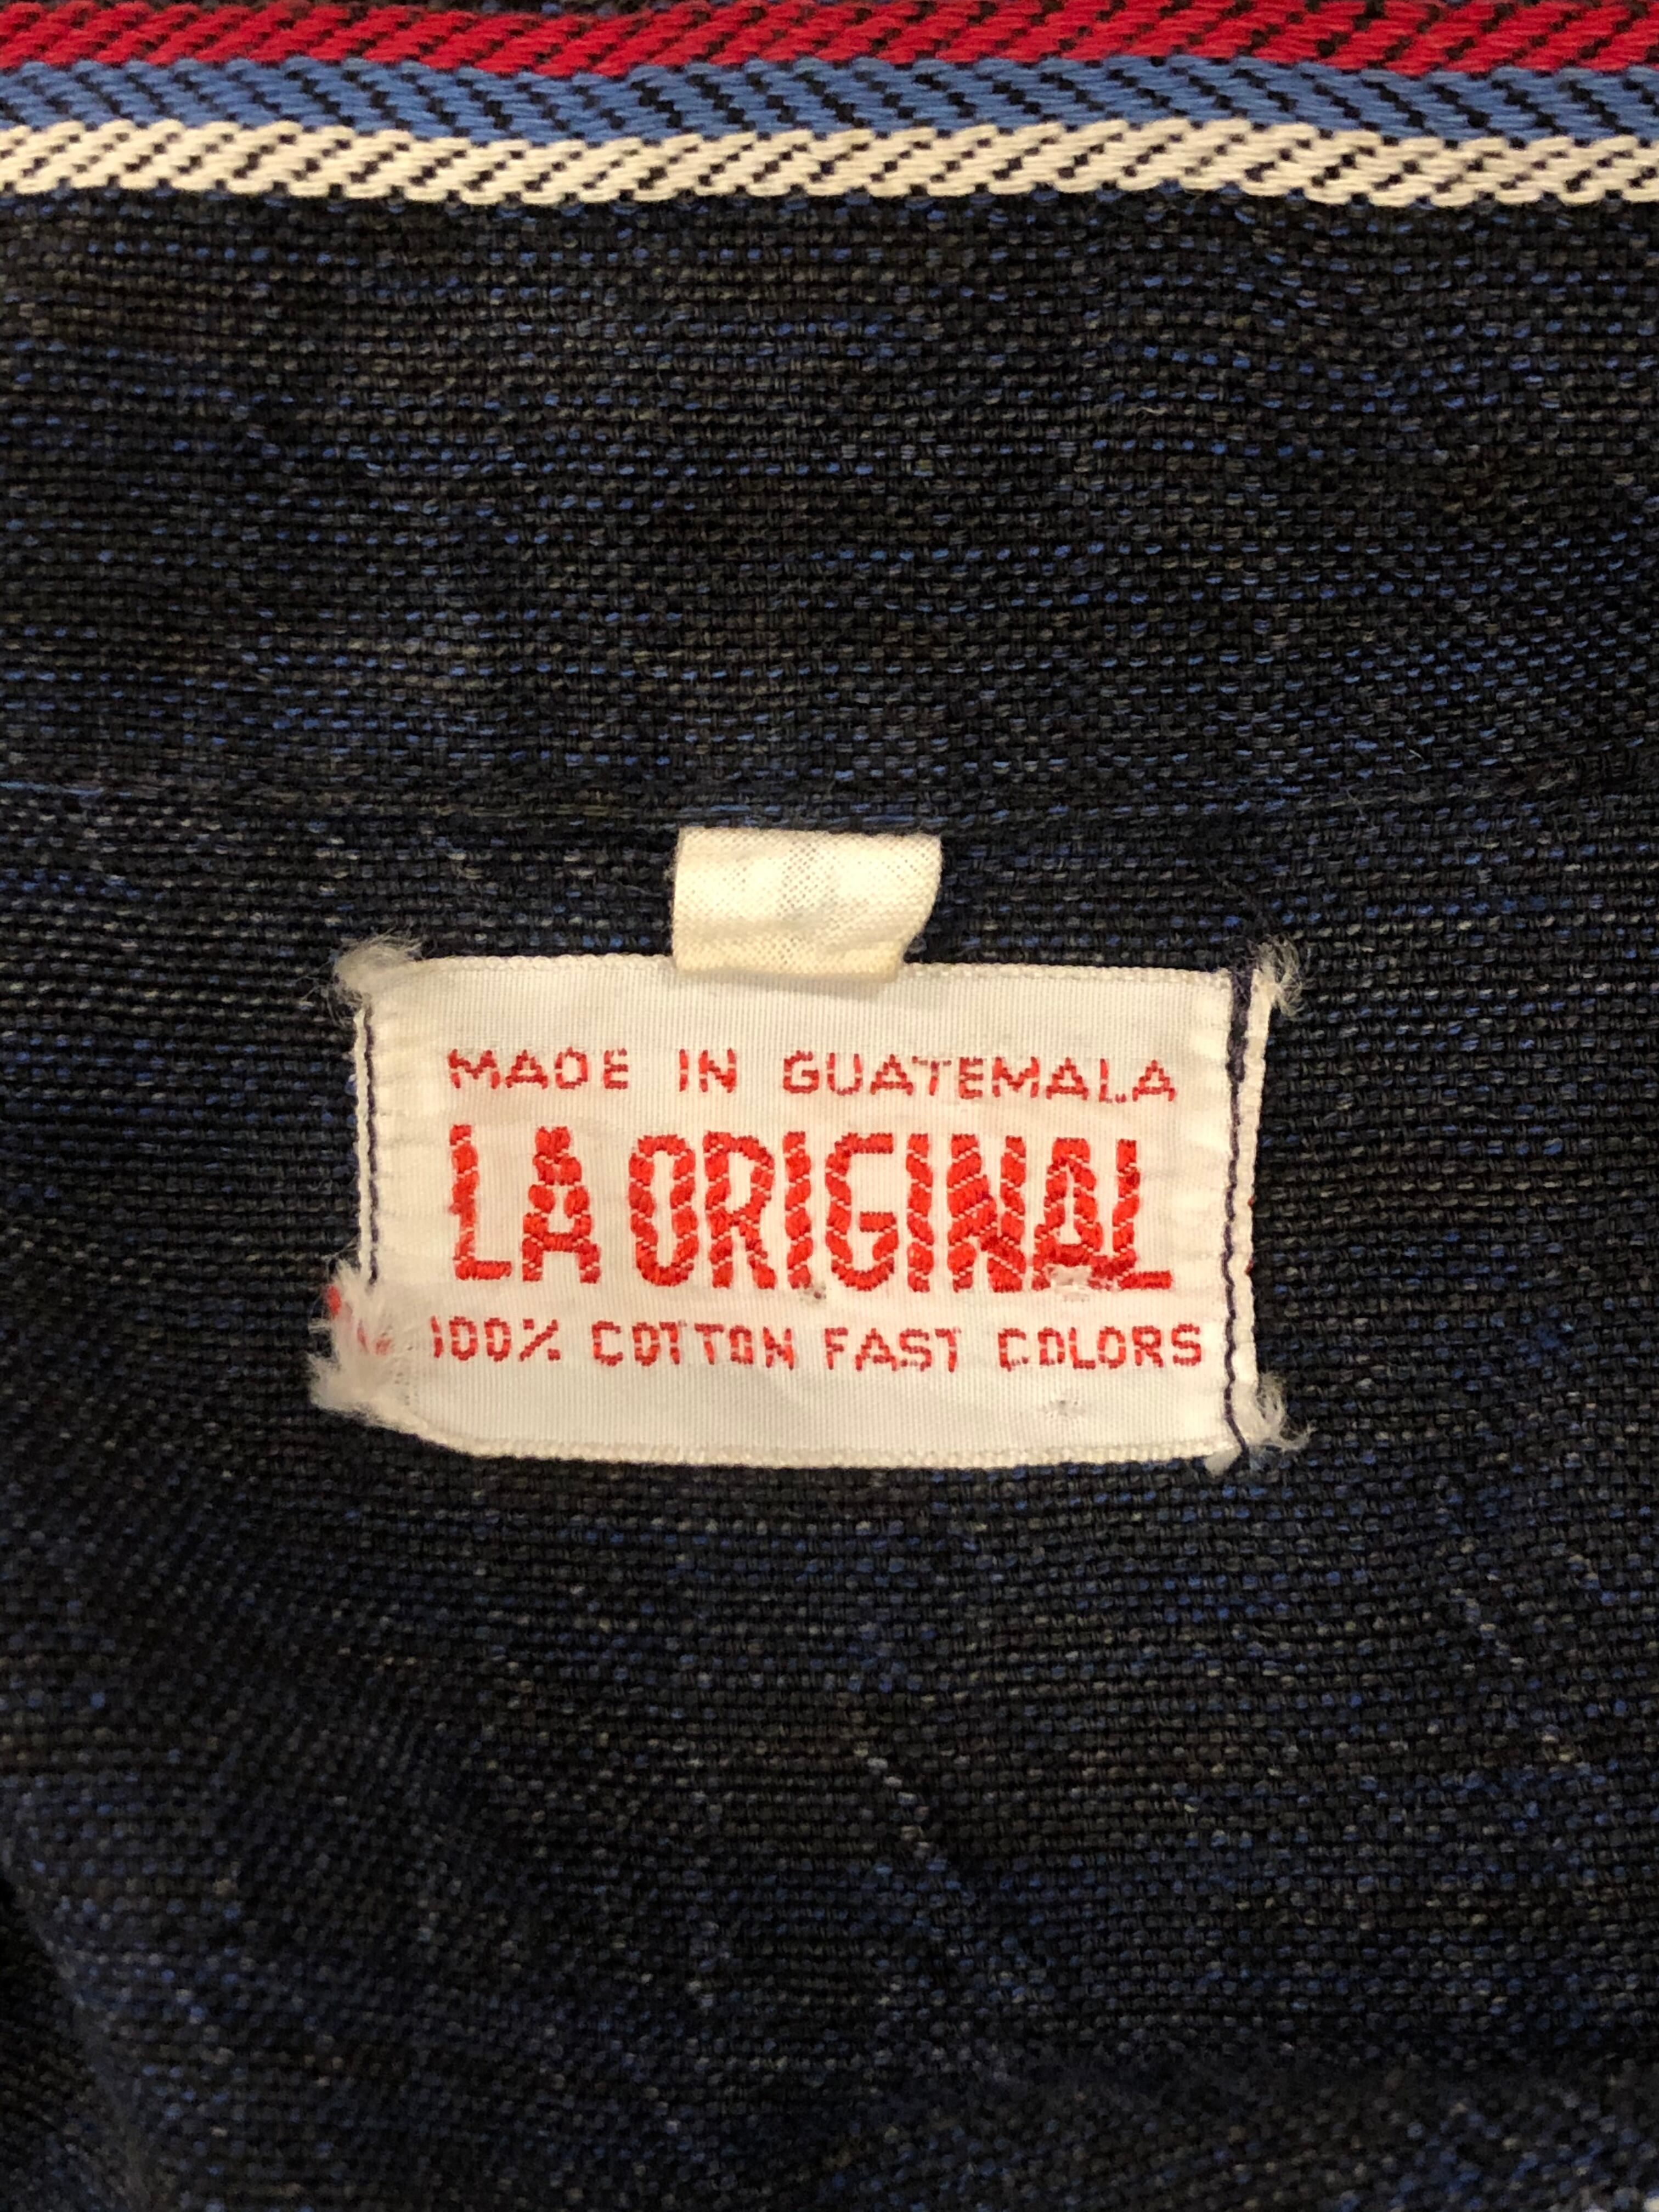 MADE IN GUATEMALA
LA ORIGINAL
100% COTTON FAST COLORS